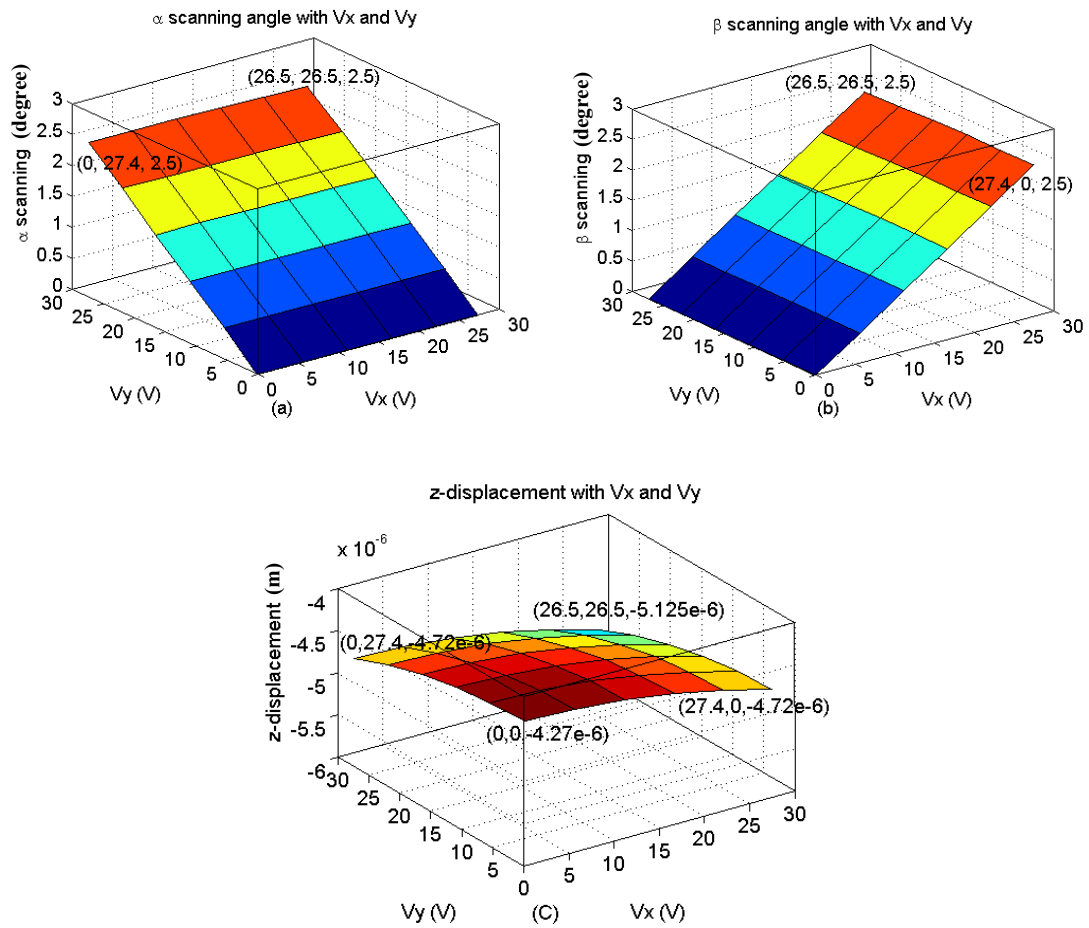 α scanning angle with Vx and Vy
(26.5, 26.5, 2.5)
(0, 27.4, 2.5)
α scanning (degree)
3
2.5
2
1.5
1
0.5
0
30
25
20
15
10
5
0
0
5
10
15
20
25
30
Vy (V)
Vx (V)
(a)
β scanning angle with Vx and Vy
(26.5, 26.5, 2.5)
(27.4, 0, 2.5)
β scanning (degree)
3
2.5
2
1.5
1
0.5
0
30
25
20
15
10
5
0
0
5
10
15
20
25
30
Vy (V)
Vx (V)
(b)
z-displacement with Vx and Vy
x 10⁻⁶
(26.5,26.5,-5.125e-6)
(0,27.4,-4.72e-6)
(27.4,0,-4.72e-6)
(0,0,-4.27e-6)
z-displacement (m)
-4
-4.5
-5
-5.5
-6
30
25
20
15
10
5
0
5
10
15
20
25
30
Vy (V)
(C)
Vx (V)